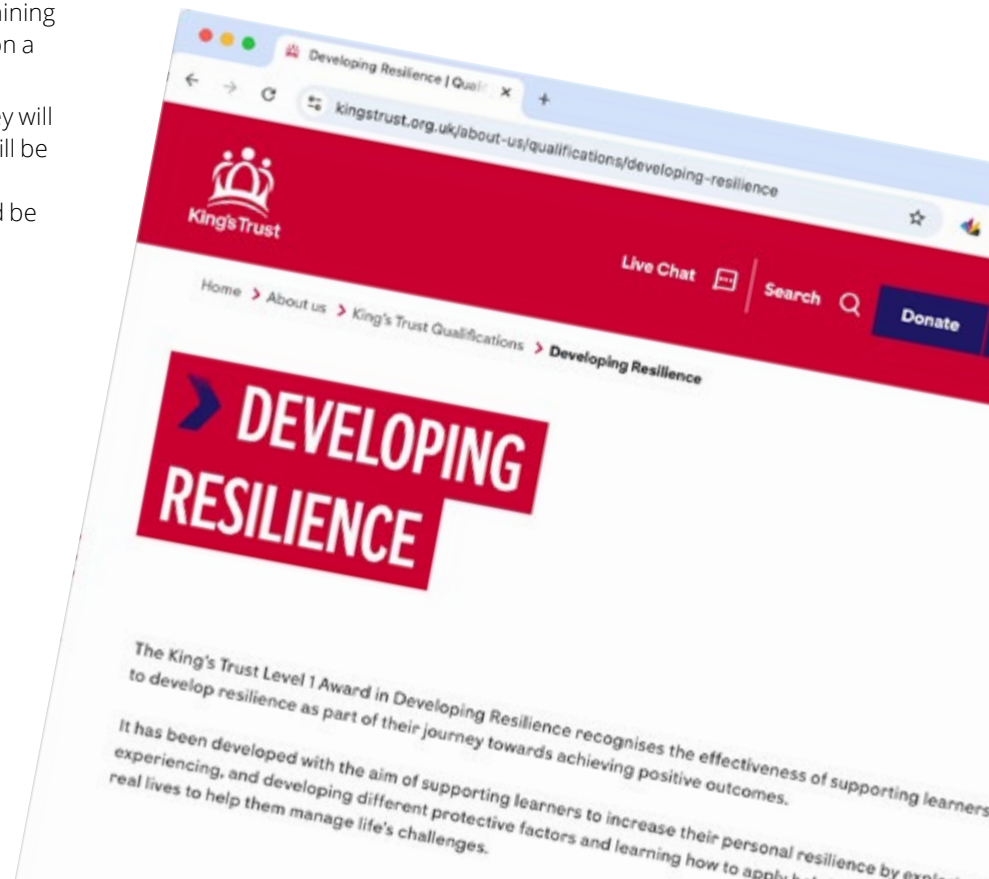 on a
will
be
be
Developing Resilience |
kingstrust.org.uk/about-us/qualifications/developing-resilience
King's Trust
Live Chat
Search
Donate
Home > About us > King's Trust Qualifications > Developing Resilience
DEVELOPING
RESILIENCE
The King's Trust Level 1 Award in Developing Resilience recognises the effectiveness of supporting learners
to develop resilience as part of their journey towards achieving positive outcomes.
It has been developed with the aim of supporting learners to increase their personal resilience by
experiencing, and developing different protective factors and learning how to apply
real lives to help them manage life's challenges.